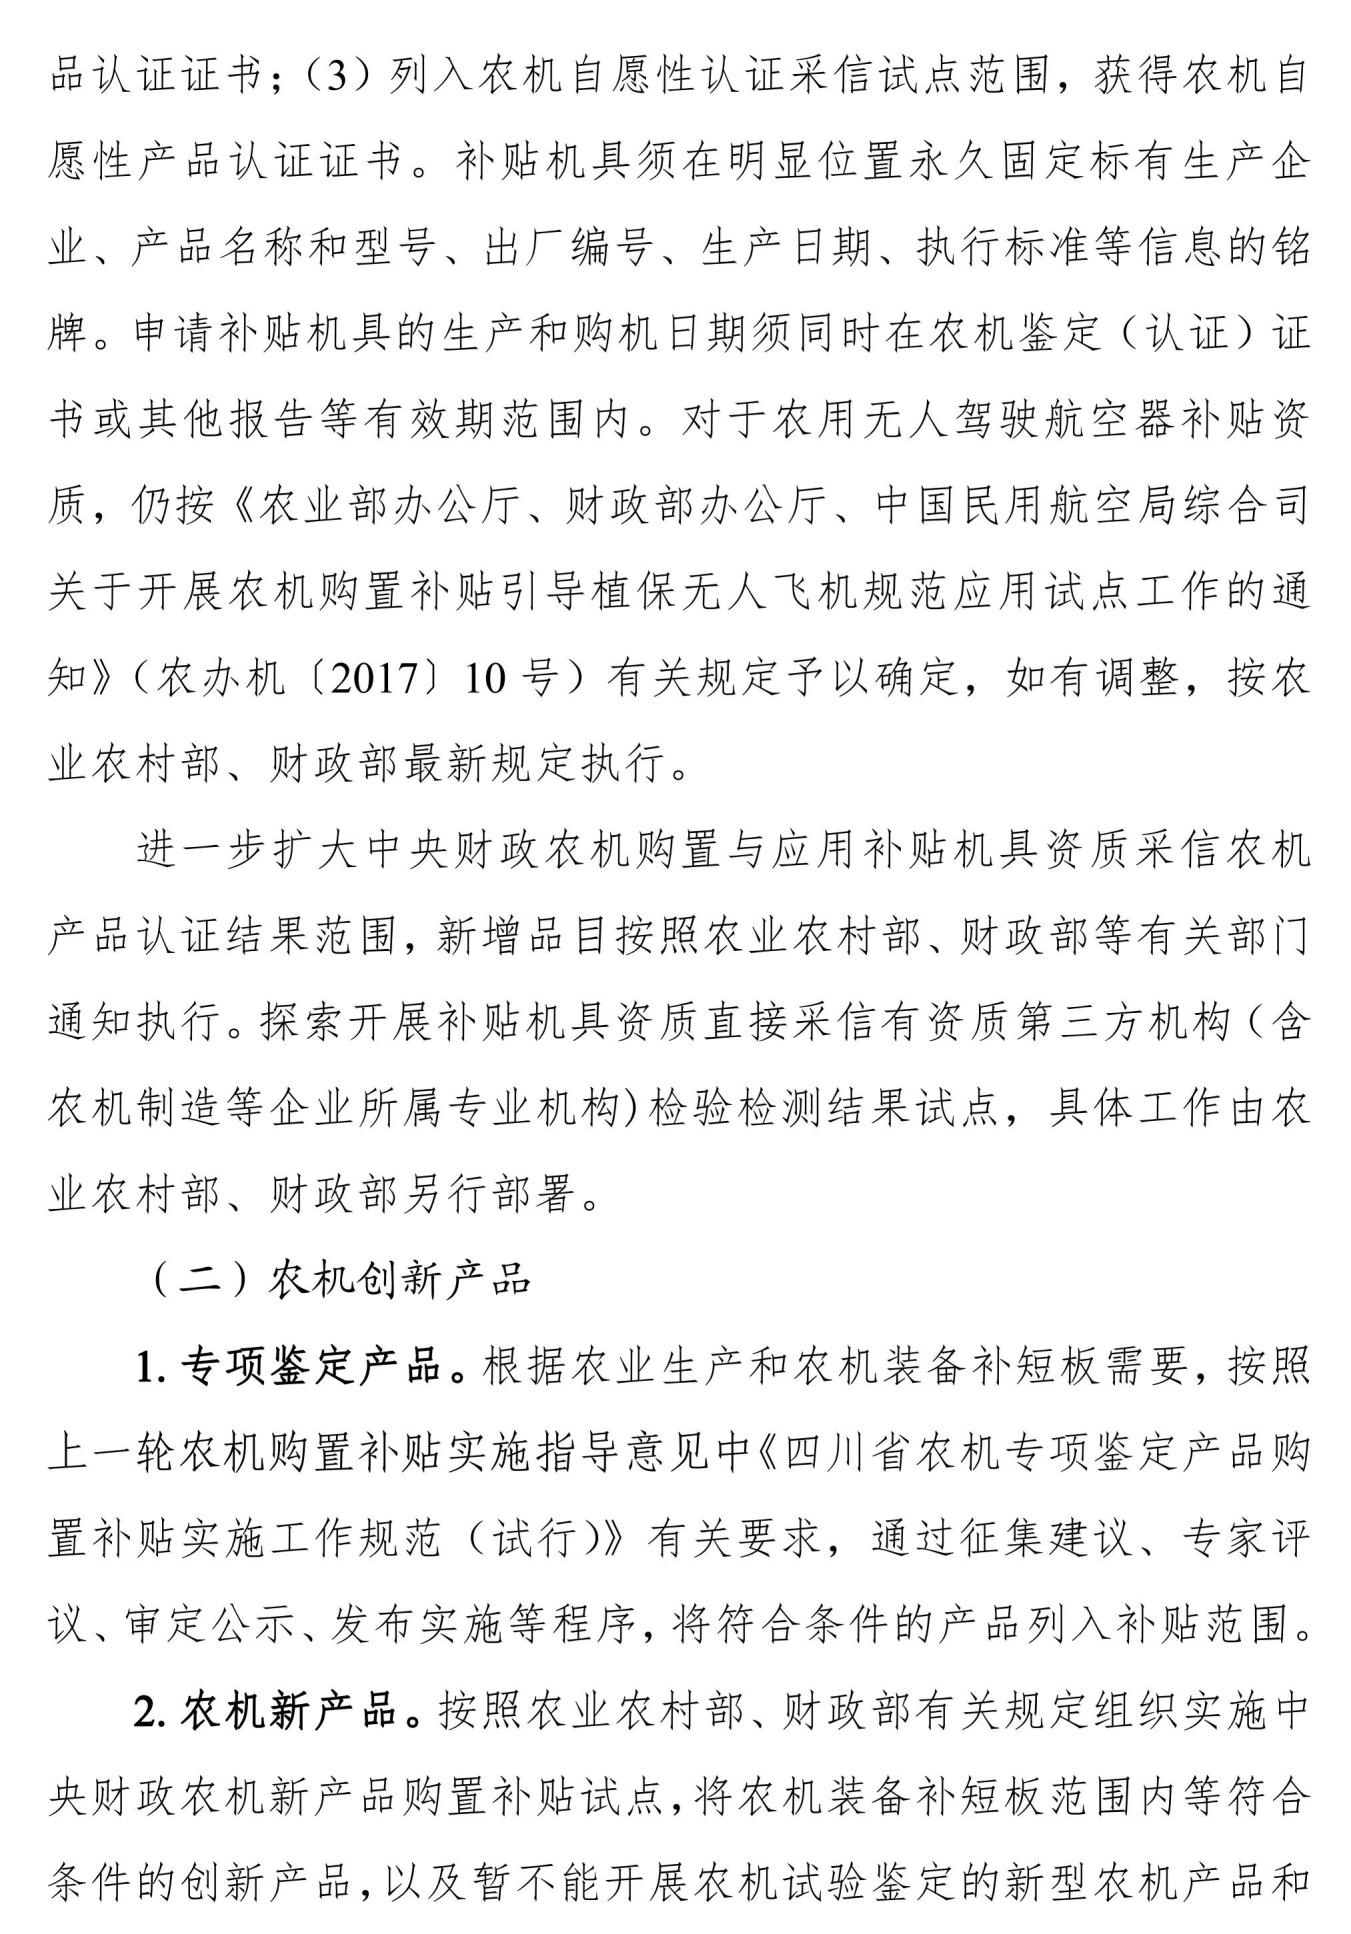 品认证证书；（3）列入农机自愿性认证采信试点范围，获得农机自
愿性产品认证证书。补贴机具须在明显位置永久固定标有生产企
业、产品名称和型号、出厂编号、生产日期、执行标准等信息的铭
牌。申请补贴机具的生产和购机日期须同时在农机鉴定（认证）证
书或其他报告等有效期范围内。对于农用无人驾驶航空器补贴资
质，仍按《农业部办公厅、财政部办公厅、中国民用航空局综合司
关于开展农机购置补贴引导植保无人飞机规范应用试点工作的通
知》（农办机〔2017〕10 号）有关规定予以确定，如有调整，按农
业农村部、财政部最新规定执行。
进一步扩大中央财政农机购置与应用补贴机具资质采信农机
产品认证结果范围，新增品目按照农业农村部、财政部等有关部门
通知执行。探索开展补贴机具资质直接采信有资质第三方机构（含
农机制造等企业所属专业机构)检验检测结果试点，具体工作由农
业农村部、财政部另行部署。
（二）农机创新产品
1. 专项鉴定产品。根据农业生产和农机装备补短板需要，按照
上一轮农机购置补贴实施指导意见中《四川省农机专项鉴定产品购
置补贴实施工作规范（试行)》有关要求，通过征集建议、专家评
议、审定公示、发布实施等程序，将符合条件的产品列入补贴范围。
2. 农机新产品。按照农业农村部、财政部有关规定组织实施中
央财政农机新产品购置补贴试点，将农机装备补短板范围内等符合
条件的创新产品，以及暂不能开展农机试验鉴定的新型农机产品和